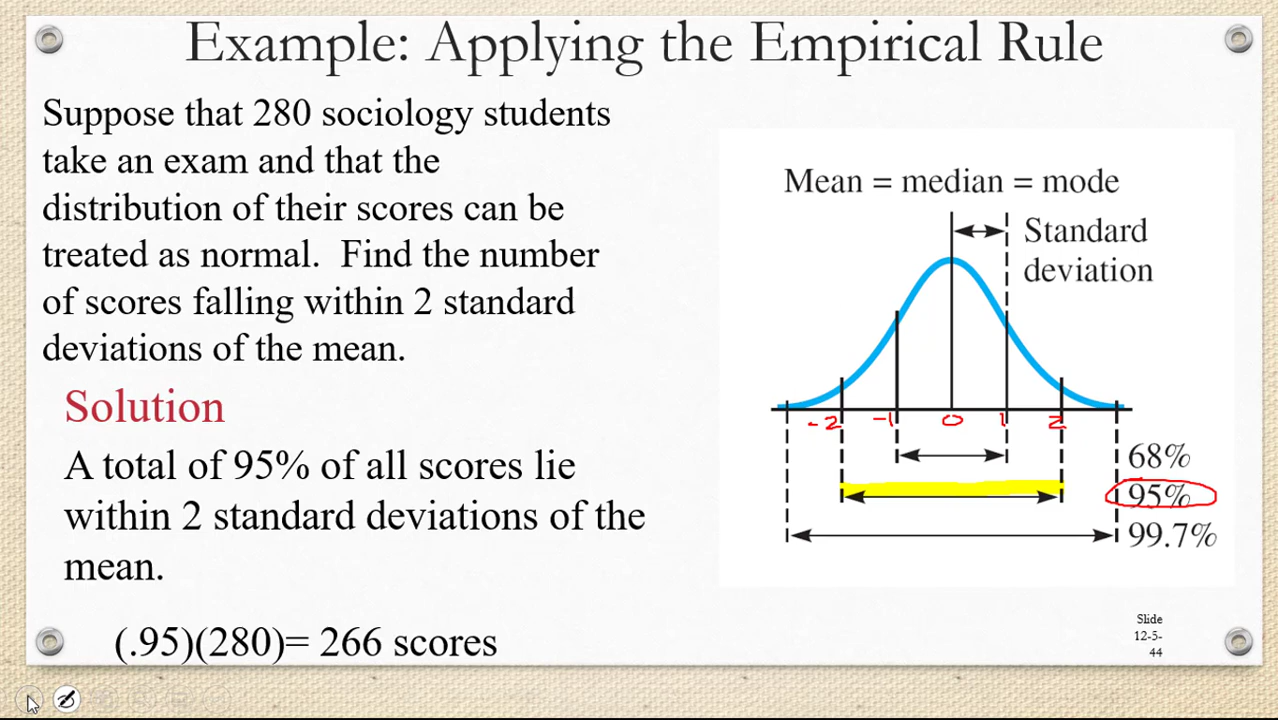 Example: Applying the Empirical Rule
Suppose that 280 sociology students
take an exam and that the
distribution of their scores can be
treated as normal.  Find the number
of scores falling within 2 standard
deviations of the mean.
Solution
A total of 95% of all scores lie
within 2 standard deviations of the
mean.
(.95)(280)= 266 scores
Mean = median = mode
Standard
deviation
-2 -1 0 1 2
68%
95%
99.7%
Slide
12-5-
44